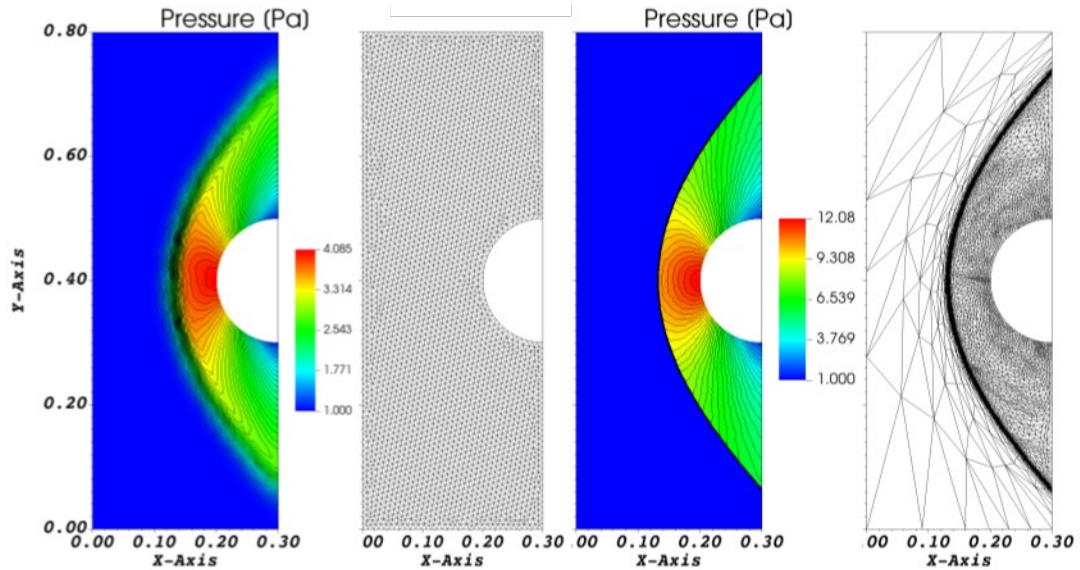 Pressure (Pa)
Pressure (Pa)
0.80
0.60
0.40
0.20
0.00
Y-Axis
4.085
3.314
2.543
1.771
1.000
12.08
9.308
6.539
3.769
1.000
0.00 0.10 0.20 0.30
00 0.10 0.20 0.30
.00 0.10 0.20 0.30
.00 0.10 0.20 0.30
X-Axis
X-Axis
X-Axis
X-Axis